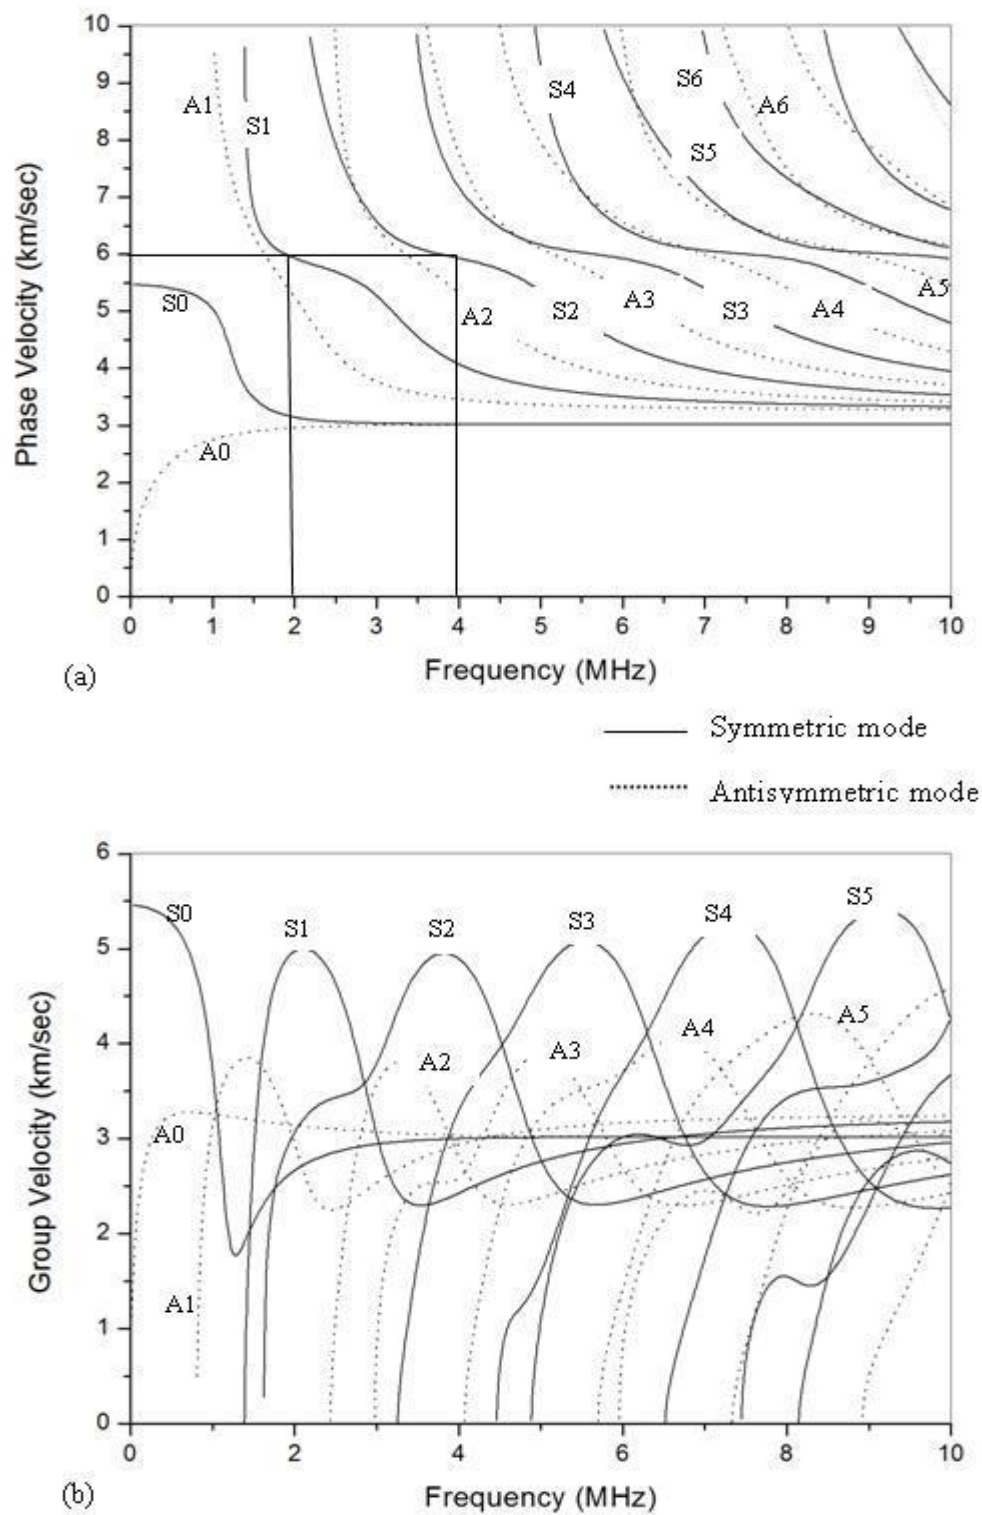 10
9
8
7
6
5
4
3
2
1
0
Phase Velocity (km/sec)
A1
S1
S4
S6
A6
S5
S0
A2
S2
A3
S3
A4
A5
A0
0 1 2 3 4 5 6 7 8 9 10
Frequency (MHz)
(a)
Symmetric mode
Antisymmetric mode
6
5
4
3
2
1
0
Group Velocity (km/sec)
S0
S1
S2
S3
S4
S5
A2
A3
A4
A5
A0
A1
0 2 4 6 8 10
Frequency (MHz)
(b)